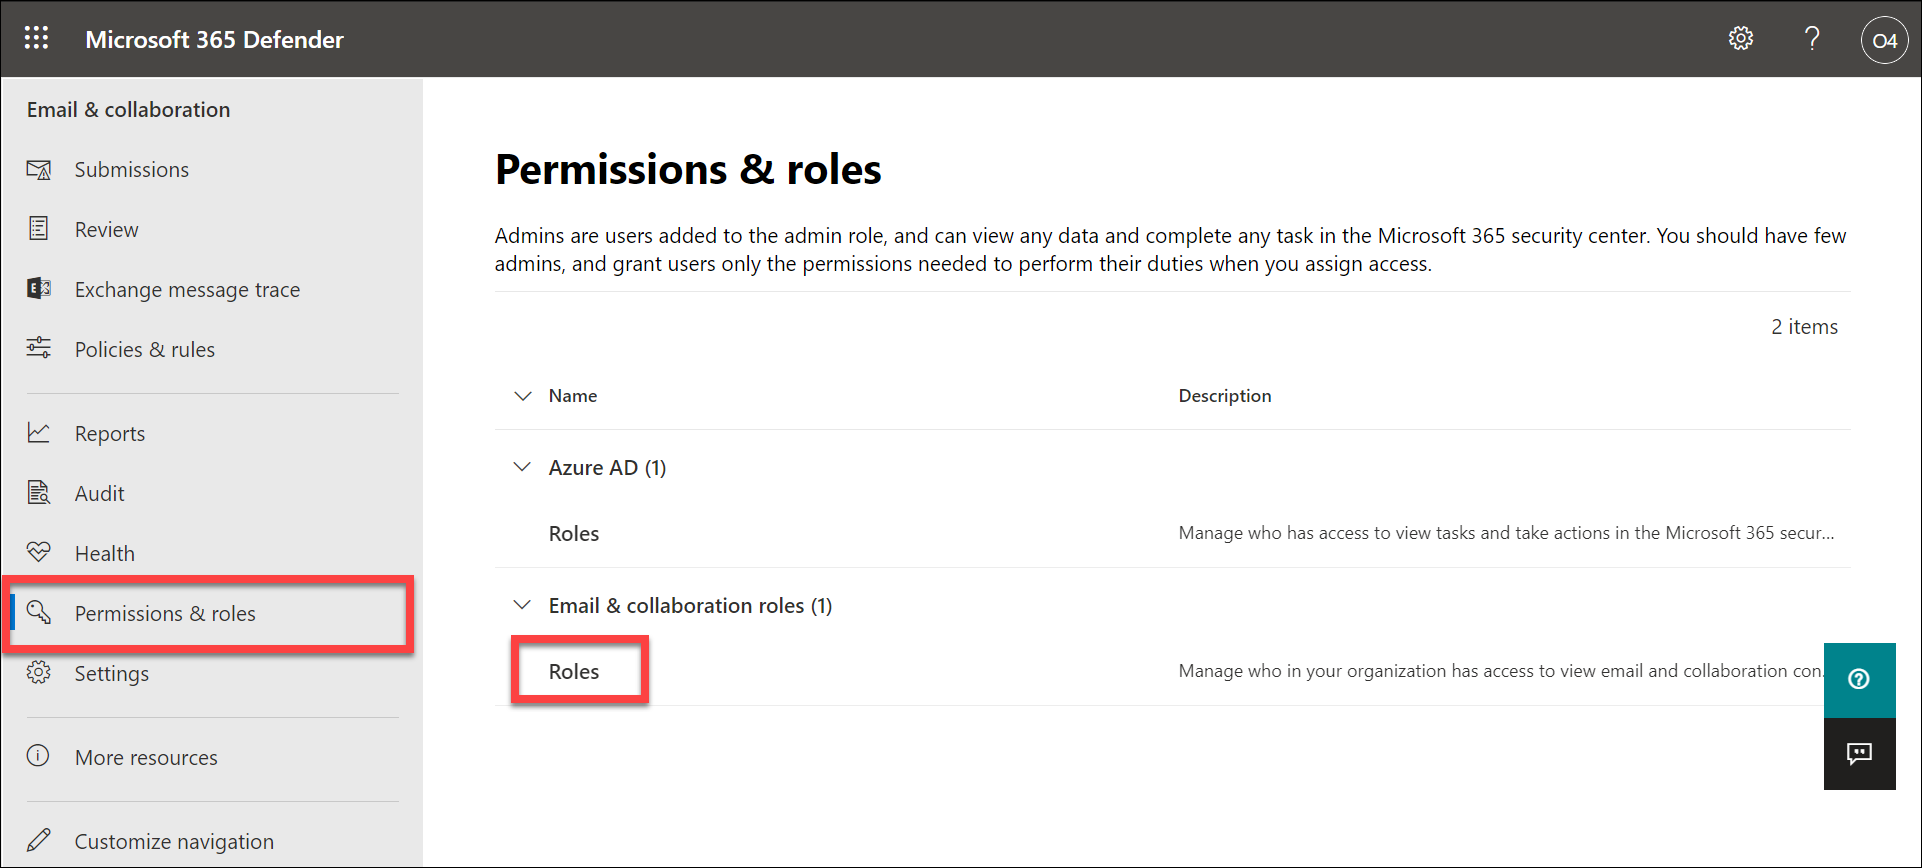 Microsoft 365 Defender
O4
Email & collaboration
Submissions
Review
Exchange message trace
Policies & rules
Reports
Audit
Health
Permissions & roles
Settings
More resources
Customize navigation
Permissions & roles
Admins are users added to the admin role, and can view any data and complete any task in the Microsoft 365 security center. You should have few
admins, and grant users only the permissions needed to perform their duties when you assign access.
2 items
Name Description
Azure AD (1)
Roles Manage who has access to view tasks and take actions in the Microsoft 365 secur...
Email & collaboration roles (1)
Roles Manage who in your organization has access to view email and collaboration con.